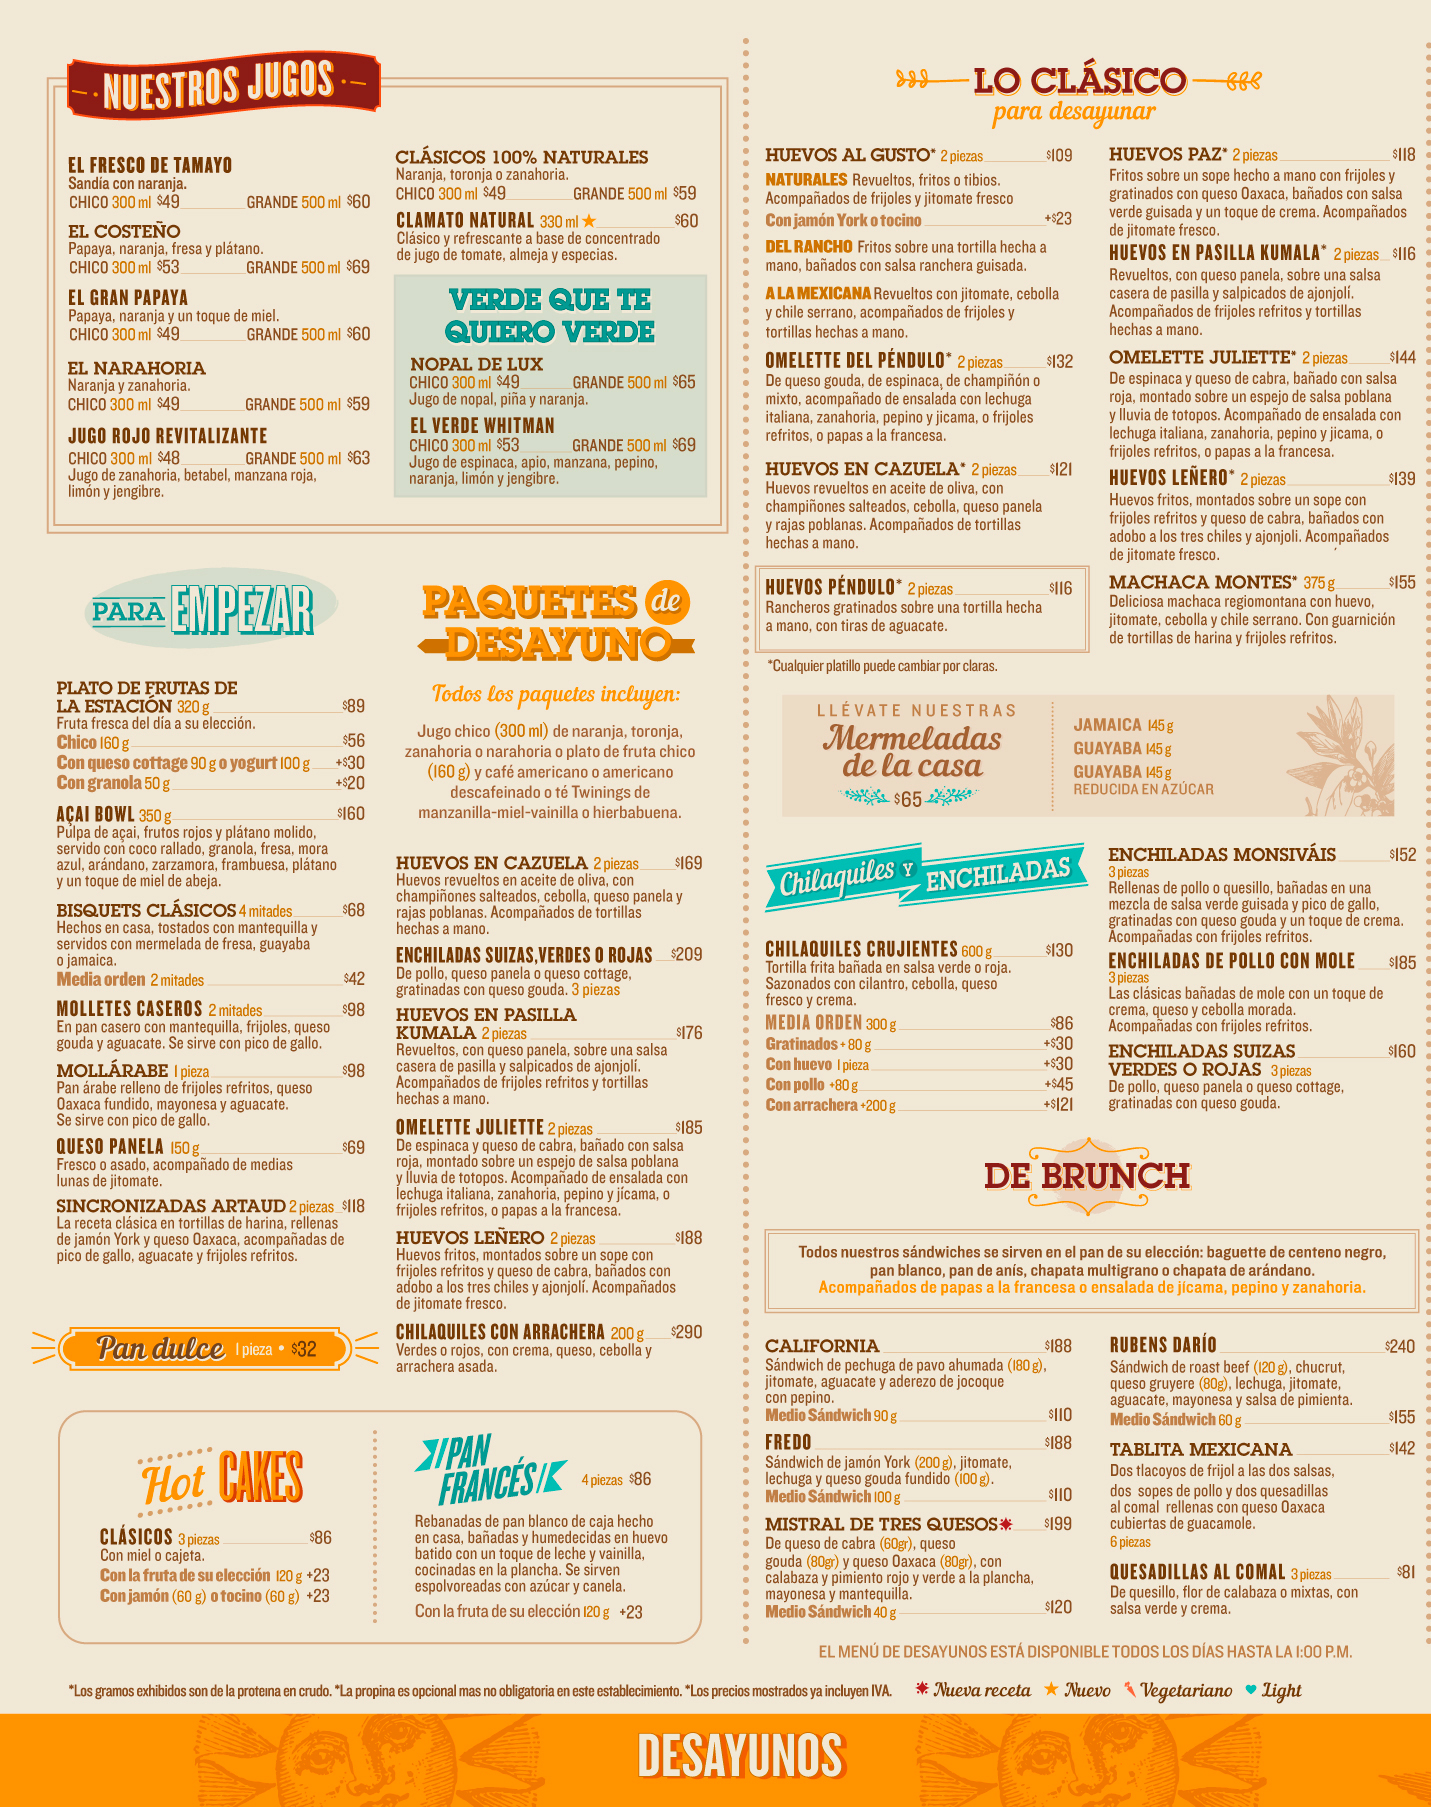 NUESTROS JUGOS
EL FRESCO DE TAMAYO
Sandía con naranja.
CHICO 300 ml $49 GRANDE 500 ml $60
EL COSTEÑO
Papaya, naranja, fresa y plátano.
CHICO 300 ml $53 GRANDE 500 ml $69
EL GRAN PAPAYA
Papaya, naranja y un toque de miel.
CHICO 300 ml $49 GRANDE 500 ml $60
EL NARAHORIA
Naranja y zanahoria.
CHICO 300 ml $49 GRANDE 500 ml $59
JUGO ROJO REVITALIZANTE
CHICO 300 ml $48 GRANDE 500 ml $63
Jugo de zanahoria, betabel, manzana roja,
limón y jengibre.
CLÁSICOS 100% NATURALES
Naranja, toronja o zanahoria.
CHICO 300 ml $49 GRANDE 500 ml $59
CLAMATO NATURAL 330 ml ★ $60
Clásico y refrescante a base de concentrado
de jugo de tomate, almeja y especias.
VERDE QUE TE
QUIERO VERDE
NOPAL DE LUX
CHICO 300 ml $49 GRANDE 500 ml $65
Jugo de nopal, piña y naranja.
EL VERDE WHITMAN
CHICO 300 ml $53 GRANDE 500 ml $69
Jugo de espinaca, apio, manzana, pepino,
naranja, limón y jengibre.
PARA EMPEZAR
PLATO DE FRUTAS DE
LA ESTACIÓN 320 g $89
Fruta fresca del día a su elección.
Chico 160 g $56
Con queso cottage 90 g o yogurt 100 g +$30
Con granola 50 g +$20
AÇAI BOWL 350 g $160
Pulpa de açai, frutos rojos y plátano molido,
servido con coco rallado, granola, fresa, mora
azul, arándano, zarzamora, frambuesa, plátano
y un toque de miel de abeja.
BISQUETS CLÁSICOS 4 mitades $68
Hechos en casa, tostados con mantequilla y
servidos con mermelada de fresa, guayaba
o jamaica.
Media orden 2 mitades $42
MOLLETES CASEROS 2 mitades $98
En pan casero con mantequilla, frijoles, queso
gouda y aguacate. Se sirve con pico de gallo.
MOLLÁRABE 1 pieza $98
Pan árabe relleno de frijoles refritos, queso
Oaxaca fundido, mayonesa y aguacate.
Se sirve con pico de gallo.
QUESO PANELA 150 g $69
Fresco o asado, acompañado de medias
lunas de jitomate.
SINCRONIZADAS ARTAUD 2 piezas $118
La receta clásica en tortillas de harina, rellenas
de jamón York y queso Oaxaca, acompañadas de
pico de gallo, aguacate y frijoles refritos.
Pan dulce 1 pieza • $32
PAQUETES de
DESAYUNO
Todos los paquetes incluyen:
Jugo chico (300 ml) de naranja, toronja,
zanahoria o narahoria o plato de fruta chico
(160 g) y café americano o americano
descafeinado o té Twinings de
manzanilla-miel-vainilla o hierbabuena.
HUEVOS EN CAZUELA 2 piezas $169
Huevos revueltos en aceite de oliva, con
champiñones salteados, cebolla, queso panela y
rajas poblanas. Acompañados de tortillas
hechas a mano.
ENCHILADAS SUIZAS,VERDES O ROJAS $209
De pollo, queso panela o queso cottage,
gratinadas con queso gouda. 3 piezas
HUEVOS EN PASILLA
KUMALA 2 piezas $176
Revueltos, con queso panela, sobre una salsa
casera de pasilla y salpicados de ajonjolí.
Acompañados de frijoles refritos y tortillas
hechas a mano.
OMELETTE JULIETTE 2 piezas $185
De espinaca y queso de cabra, bañado con salsa
roja, montado sobre un espejo de salsa poblana
y lluvia de totopos. Acompañado de ensalada con
lechuga italiana, zanahoria, pepino y jícama, o
frijoles refritos, o papas a la francesa.
HUEVOS LEÑERO 2 piezas $188
Huevos fritos, montados sobre un sope con
frijoles refritos y queso de cabra, bañados con
adobo a los tres chiles y ajonjolí. Acompañados
de jitomate fresco.
CHILAQUILES CON ARRACHERA 200 g $290
Verdes o rojos, con crema, queso, cebolla y
arrachera asada.
Hot CAKES
CLÁSICOS 3 piezas $86
Con miel o cajeta.
Con la fruta de su elección 120 g +23
Con jamón (60 g) o tocino (60 g) +23
PAN
FRANCÉS
4 piezas $86
Rebanadas de pan blanco de caja hecho
en casa, bañadas y humedecidas en huevo
batido con un toque de leche y vainilla,
cocinadas en la plancha. Se sirven
espolvoreadas con azúcar y canela.
Con la fruta de su elección 120 g +23
LO CLÁSICO
para desayunar
HUEVOS AL GUSTO* 2 piezas $109
NATURALES Revueltos, fritos o tibios.
Acompañados de frijoles y jitomate fresco
Con jamón York o tocino +$23
DEL RANCHO Fritos sobre una tortilla hecha a
mano, bañados con salsa ranchera guisada.
A LA MEXICANA Revueltos con jitomate, cebolla
y chile serrano, acompañados de frijoles y
tortillas hechas a mano.
OMELETTE DEL PÉNDULO* 2 piezas $132
De queso gouda, de espinaca, de champiñón o
mixto, acompañado de ensalada con lechuga
italiana, zanahoria, pepino y jicama, o frijoles
refritos, o papas a la francesa.
HUEVOS EN CAZUELA* 2 piezas $121
Huevos revueltos en aceite de oliva, con
champiñones salteados, cebolla, queso panela
y rajas poblanas. Acompañados de tortillas
hechas a mano.
HUEVOS PÉNDULO* 2 piezas $116
Rancheros gratinados sobre una tortilla hecha
a mano, con tiras de aguacate.
*Cualquier platillo puede cambiar por claras.
HUEVOS PAZ* 2 piezas $118
Fritos sobre un sope hecho a mano con frijoles y
gratinados con queso Oaxaca, bañados con salsa
verde guisada y un toque de crema. Acompañados
de jitomate fresco.
HUEVOS EN PASILLA KUMALA* 2 piezas $116
Revueltos, con queso panela, sobre una salsa
casera de pasilla y salpicados de ajonjolí.
Acompañados de frijoles refritos y tortillas
hechas a mano.
OMELETTE JULIETTE* 2 piezas $144
De espinaca y queso de cabra, bañado con salsa
roja, montado sobre un espejo de salsa poblana
y lluvia de totopos. Acompañado de ensalada con
lechuga italiana, zanahoria, pepino y jicama, o
frijoles refritos, o papas a la francesa.
HUEVOS LEÑERO* 2 piezas $139
Huevos fritos, montados sobre un sope con
frijoles refritos y queso de cabra, bañados con
adobo a los tres chiles y ajonjoli. Acompañados
de jitomate fresco.
MACHACA MONTES* 375 g $155
Deliciosa machaca regiomontana con huevo,
jitomate, cebolla y chile serrano. Con guarnición
de tortillas de harina y frijoles refritos.
LLÉVATE NUESTRAS
Mermeladas
de la casa
$65
JAMAICA 145 g
GUAYABA 145 g
GUAYABA 145 g
REDUCIDA EN AZÚCAR
Chilaquiles Y ENCHILADAS
CHILAQUILES CRUJIENTES 600 g $130
Tortilla frita bañada en salsa verde o roja.
Sazonados con cilantro, cebolla, queso
fresco y crema.
MEDIA ORDEN 300 g $86
Gratinados + 80 g +$30
Con huevo 1 pieza +$30
Con pollo +80 g +$45
Con arrachera +200 g +$121
ENCHILADAS MONSIVÁIS $152
3 piezas
Rellenas de pollo o quesillo, bañadas en una
mezcla de salsa verde guisada y pico de gallo,
gratinadas con queso gouda y un toque de crema.
Acompañadas con frijoles refritos.
ENCHILADAS DE POLLO CON MOLE $185
3 piezas
Las clásicas bañadas de mole con un toque de
crema, queso y cebolla morada.
Acompañadas con frijoles refritos.
ENCHILADAS SUIZAS $160
VERDES O ROJAS 3 piezas
De pollo, queso panela o queso cottage,
gratinadas con queso gouda.
DE BRUNCH
Todos nuestros sándwiches se sirven en el pan de su elección: baguette de centeno negro,
pan blanco, pan de anís, chapata multigrano o chapata de arándano.
Acompañados de papas a la francesa o ensalada de jícama, pepino y zanahoria.
CALIFORNIA $188
Sándwich de pechuga de pavo ahumada (180 g),
jitomate, aguacate y aderezo de jocoque
con pepino.
Medio Sándwich 90 g $110
FREDO $188
Sándwich de jamón York (200 g), jitomate,
lechuga y queso gouda fundido (100 g).
Medio Sándwich 100 g $110
MISTRAL DE TRES QUESOS $199
De queso de cabra (60gr), queso
gouda (80gr) y queso Oaxaca (80gr), con
calabaza y pimiento rojo y verde a la plancha,
mayonesa y mantequilla.
Medio Sándwich 40 g $120
RUBENS DARÍO $240
Sándwich de roast beef (120 g), chucrut,
queso gruyere (80g), lechuga, jitomate,
aguacate, mayonesa y salsa de pimienta.
Medio Sándwich 60 g $155
TABLITA MEXICANA $142
Dos tlacoyos de frijol a las dos salsas,
dos sopes de pollo y dos quesadillas
al comal rellenas con queso Oaxaca
cubiertas de guacamole.
6 piezas
QUESADILLAS AL COMAL 3 piezas $81
De quesillo, flor de calabaza o mixtas, con
salsa verde y crema.
EL MENÚ DE DESAYUNOS ESTÁ DISPONIBLE TODOS LOS DÍAS HASTA LA 1:00 P.M.
*Los gramos exhibidos son de la proteína en crudo. *La propina es opcional mas no obligatoria en este establecimiento. *Los precios mostrados ya incluyen IVA.
Nueva receta ★ Nuevo Vegetariano Light
DESAYUNOS